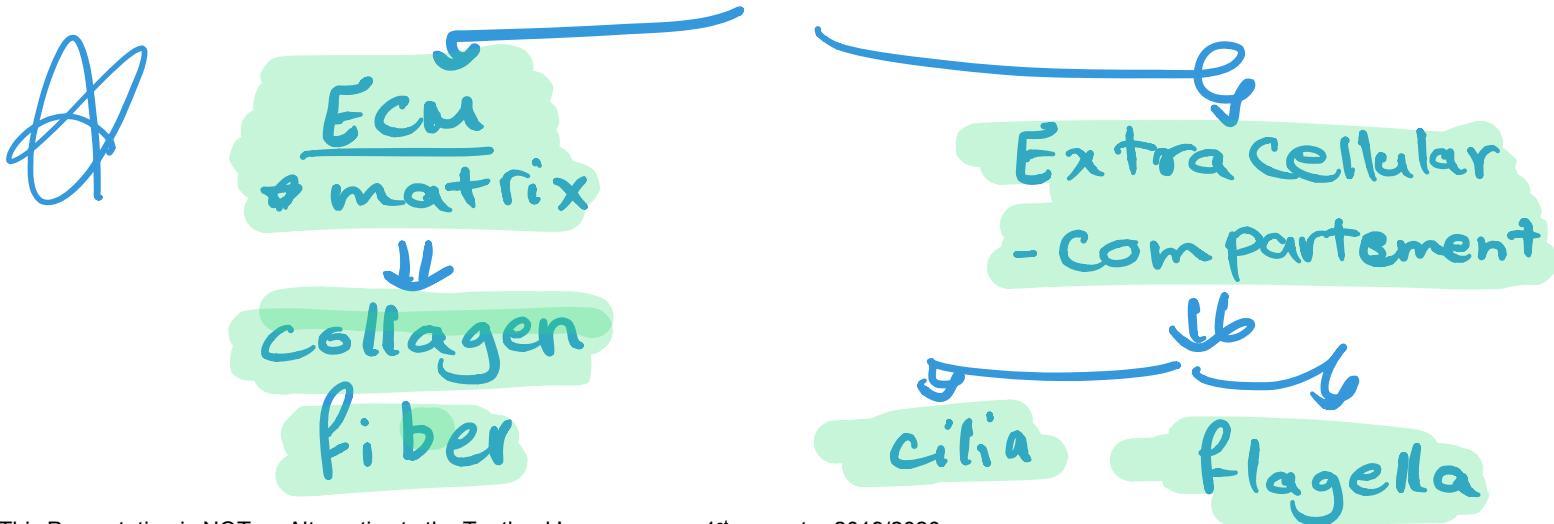 ECM
matrix
collagen
fiber
Extracellular
- compartement
cilia
flagella